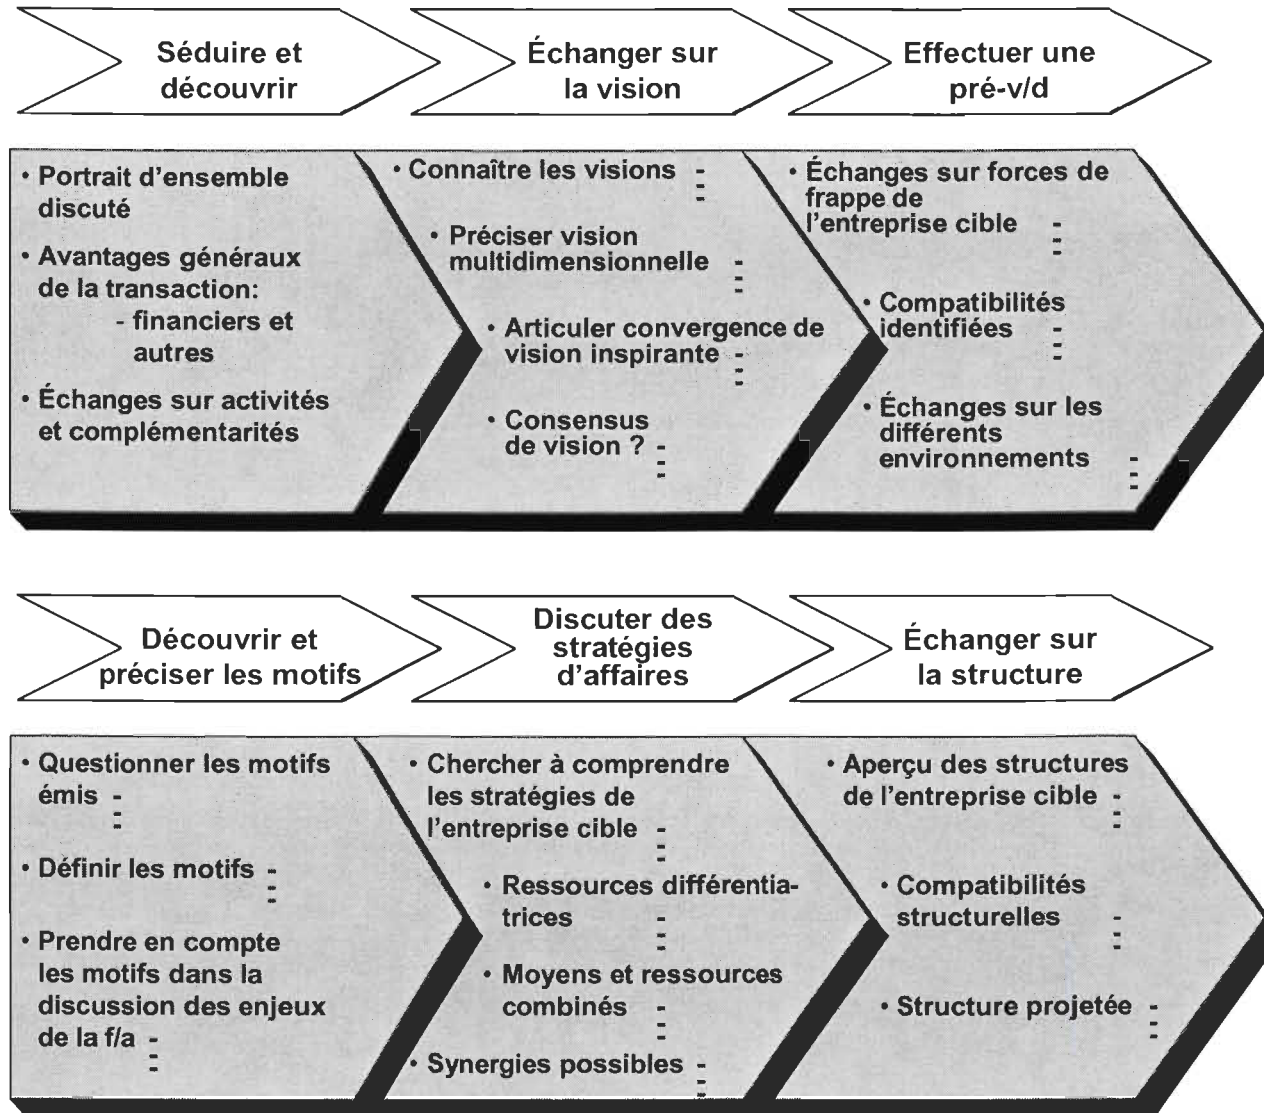 Séduire et
découvrir
Échanger sur
la vision
Effectuer une
pré-v/d
• Portrait d'ensemble
discuté
• Avantages généraux
de la transaction:
- financiers et
autres
• Échanges sur activités
et complémentarités
• Connaître les visions -
-
-
• Préciser vision
multidimensionnelle -
-
-
• Articuler convergence de
vision inspirante -
-
-
• Consensus
de vision ? -
-
-
• Échanges sur forces de
frappe de
l'entreprise cible -
-
-
• Compatibilités
identifiées -
-
-
• Échanges sur les
différents
environnements -
-
-
Découvrir et
préciser les motifs
Discuter des
stratégies
d'affaires
Échanger sur
la structure
• Questionner les motifs
émis -
-
-
• Définir les motifs -
-
-
• Prendre en compte
les motifs dans la
discussion des enjeux
de la f/a -
-
-
• Chercher à comprendre
les stratégies de
l'entreprise cible -
-
-
• Ressources différentia-
trices -
-
-
• Moyens et ressources
combinés -
-
-
• Synergies possibles -
-
-
• Aperçu des structures
de l'entreprise cible -
-
-
• Compatibilités
structurelles -
-
-
• Structure projetée -
-
-